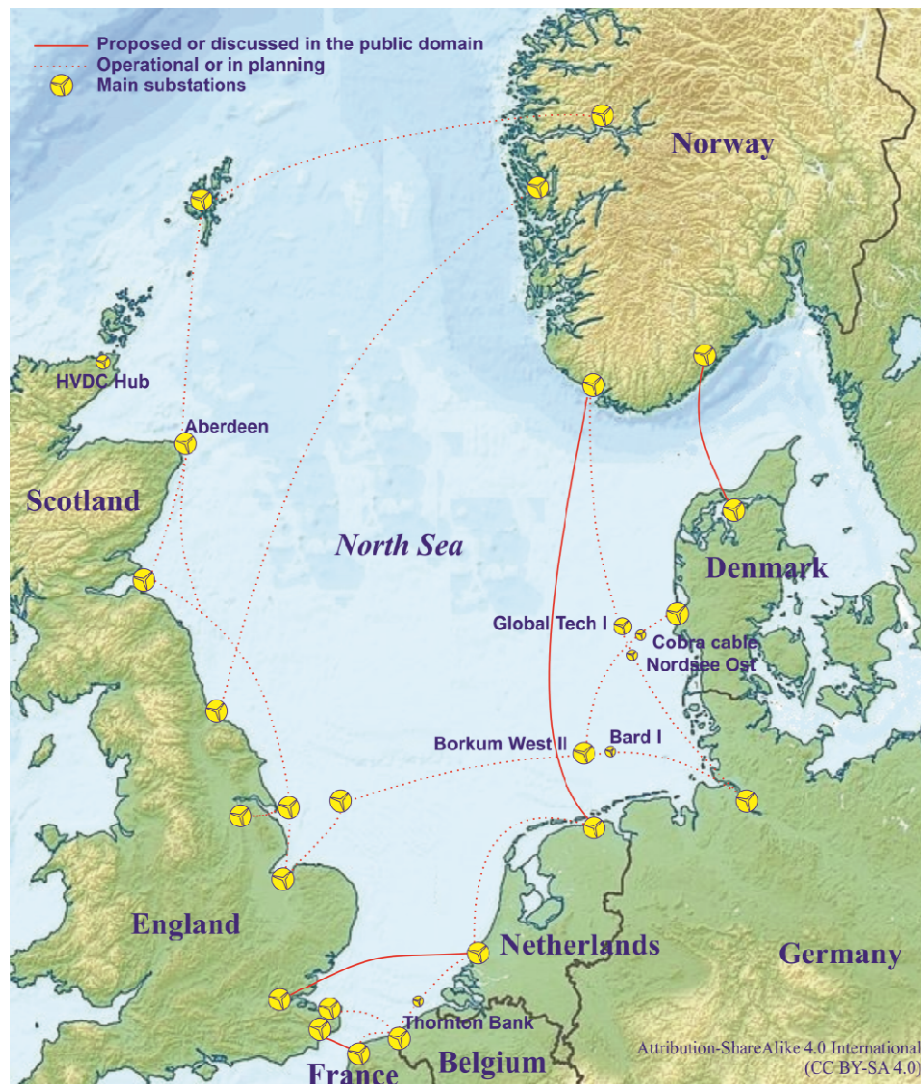 Proposed or discussed in the public domain
Operational or in planning
Main substations
Norway
HVDC Hub
Aberdeen
Scotland
North Sea
Denmark
Global Tech I
Cobra cable
Nordsee Ost
Borkum West II
Bard I
England
Netherlands
Germany
Thornton Bank
Attribution-ShareAlike 4.0 International
(CC BY-SA 4.0)
Belgium
France